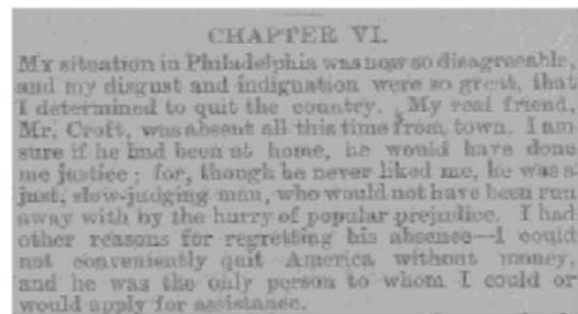 CHAPTER VI.
My situation in Philadelphia was now so disagreeable,
and my disgust and indignation were so great, that
I determined to quit the country. My real friend,
Mr. Croft, was absent all this time from town. I am
sure if he had been at home, he would have done
me justice; for, though he never liked me, he was a
just, slow-judging man, who would not have been run
away with by the hurry of popular prejudice. I had
other reasons for regretting his absence—I could
not conveniently quit America without money,
and he was the only person to whom I could or
would apply for assistance.